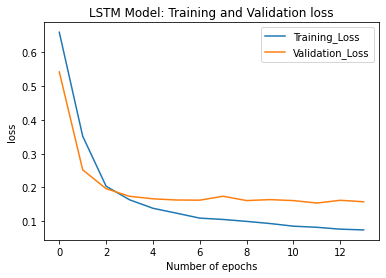 LSTM Model: Training and Validation loss
Training_Loss
Validation_Loss
loss
0.6
0.5
0.4
0.3
0.2
0.1
0 2 4 6 8 10 12
Number of epochs